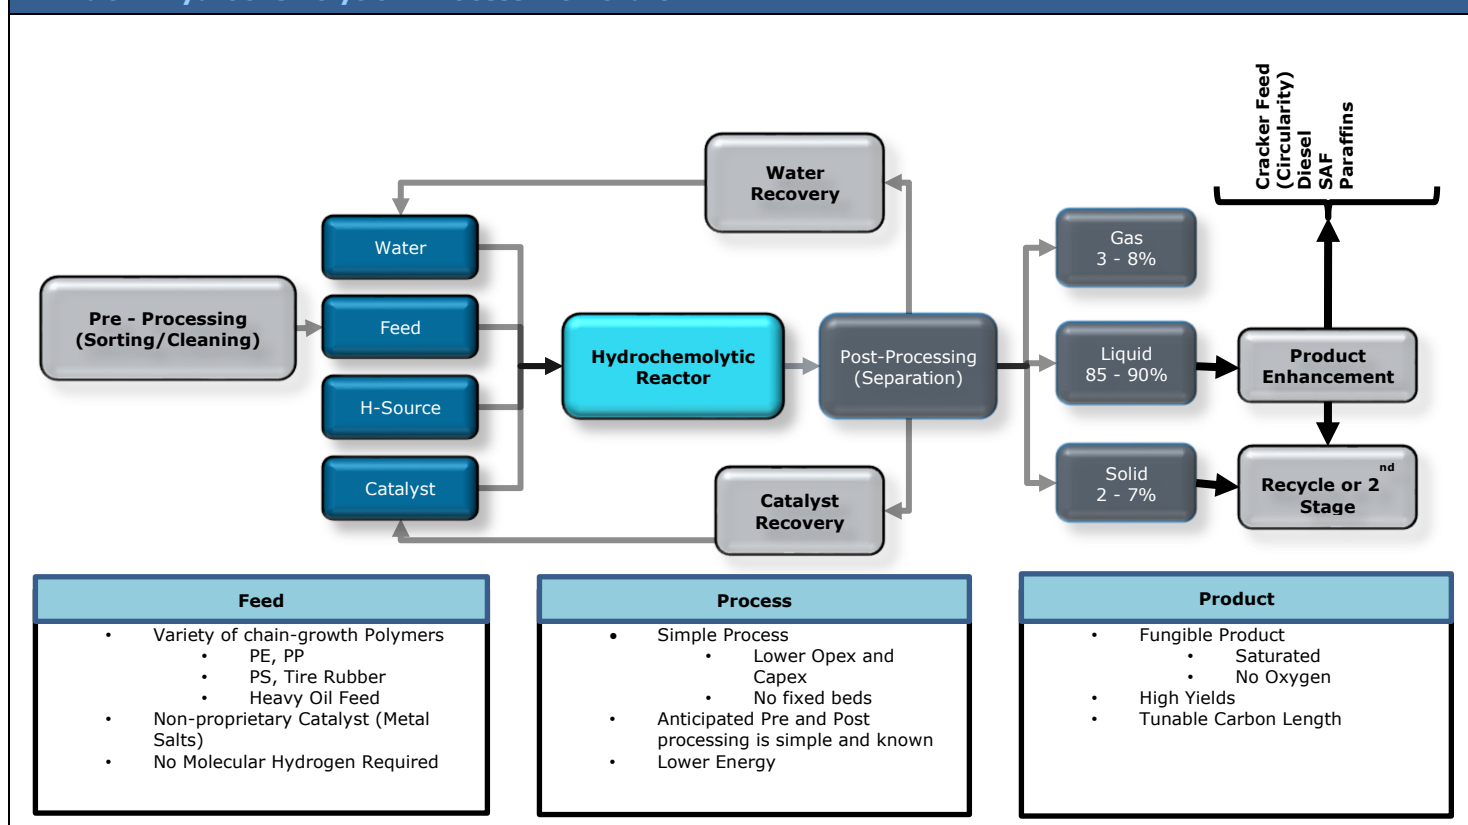 Cracker Feed
(Circularity)
Diesel
SAF
Paraffins
Water
Recovery
Water
Gas
3 - 8%
Pre - Processing
(Sorting/Cleaning)
Feed
Hydrochemolytic
Reactor
Post-Processing
(Separation)
Liquid
85 - 90%
Product
Enhancement
H-Source
Catalyst
Catalyst
Recovery
Solid
2 - 7%
Recycle or 2nd
Stage
Feed
• Variety of chain-growth Polymers
• PE, PP
• PS, Tire Rubber
• Heavy Oil Feed
• Non-proprietary Catalyst (Metal
Salts)
• No Molecular Hydrogen Required
Process
• Simple Process
• Lower Opex and
Capex
• No fixed beds
• Anticipated Pre and Post
processing is simple and known
• Lower Energy
Product
• Fungible Product
• Saturated
• No Oxygen
• High Yields
• Tunable Carbon Length